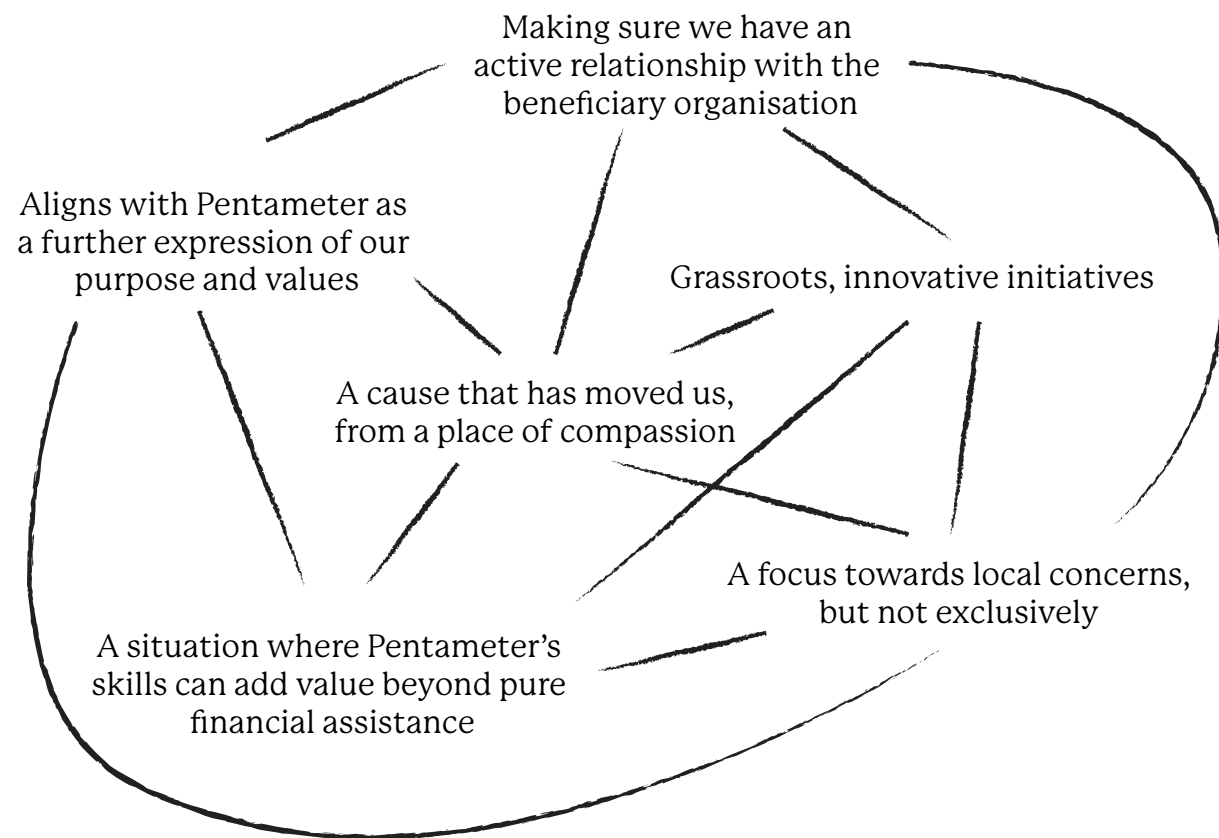 Making sure we have an
active relationship with the
beneficiary organisation
Aligns with Pentameter as
a further expression of our
purpose and values
Grassroots, innovative initiatives
A cause that has moved us,
from a place of compassion
A focus towards local concerns,
but not exclusively
A situation where Pentameter’s
skills can add value beyond pure
financial assistance